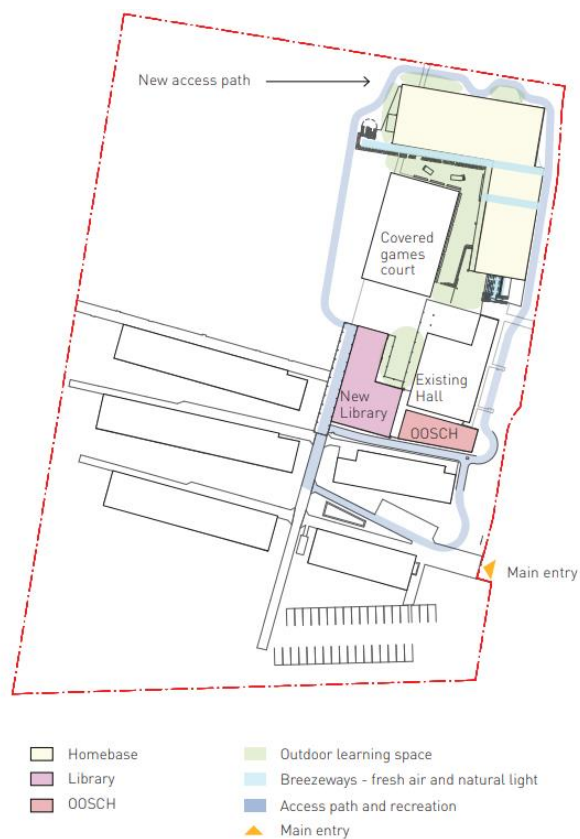 New access path
Covered
games
court
New
Library
Existing
Hall
OOSCH
Main entry
Homebase
Library
OOSCH
Outdoor learning space
Breezeways - fresh air and natural light
Access path and recreation
Main entry